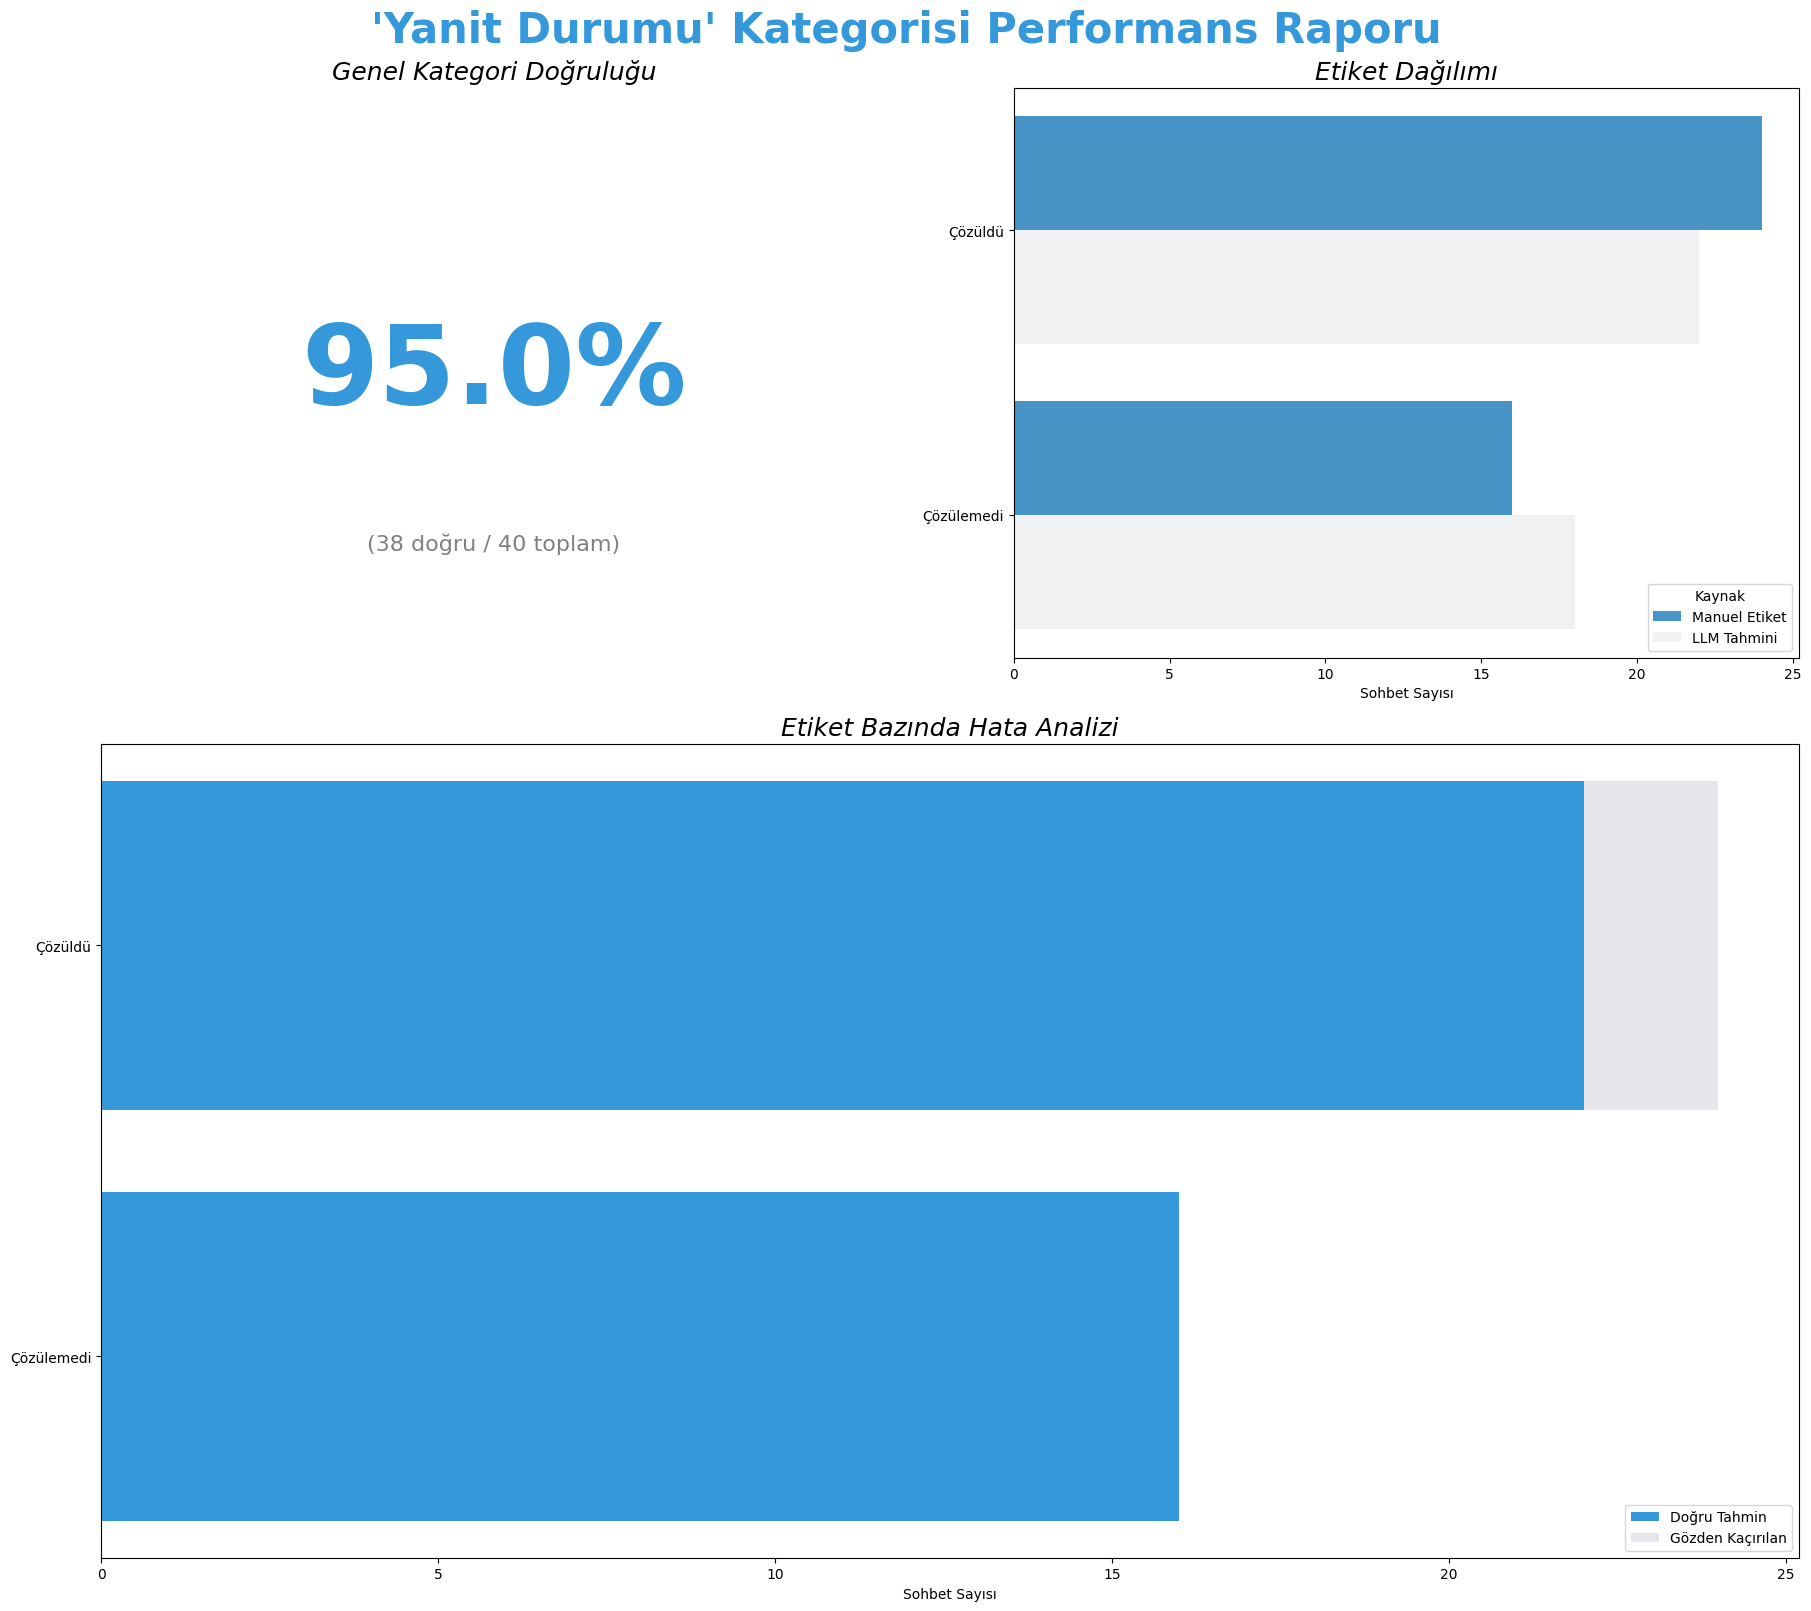 'Yanit Durumu' Kategorisi Performans Raporu
Genel Kategori Doğruluğu
95.0%
(38 doğru / 40 toplam)
Etiket Dağılımı
Çözüldü
Çözülemedi
Kaynak
Manuel Etiket
LLM Tahmini
0 5 10 15 20 25
Sohbet Sayısı
Etiket Bazında Hata Analizi
Çözüldü
Çözülemedi
Doğru Tahmin
Gözden Kaçırılan
0 5 10 15 20 25
Sohbet Sayısı